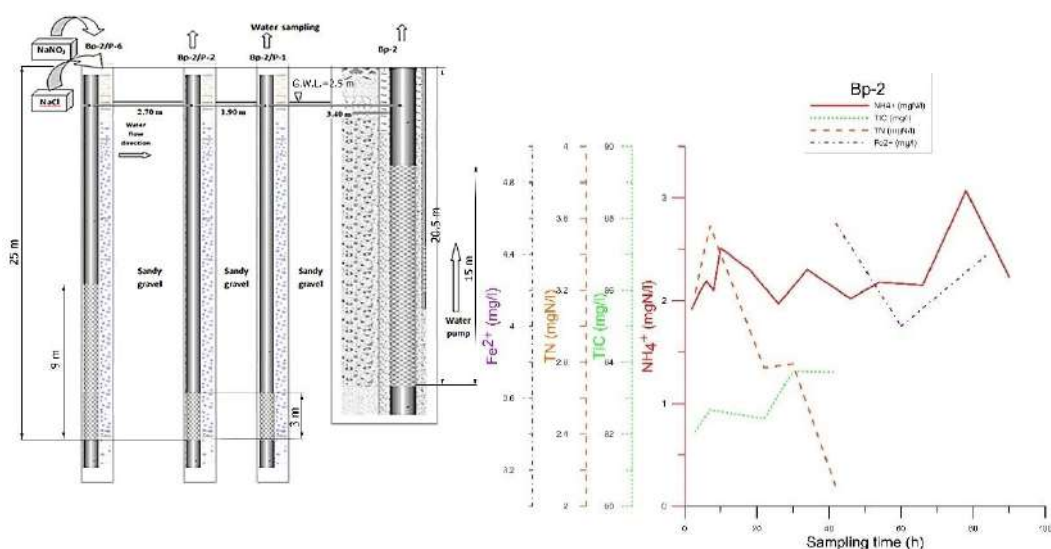 NaNO₃
NaCl
Bp-2/P-6
Bp-2/P-2
Water sampling
Bp-2/P-1
Bp-2
G.W.L.=2.5 m
2.70 m
1.90 m
3.40 m
Water
flow
direction
25 m
9 m
Sandy
gravel
Sandy
gravel
Sandy
gravel
3 m
20.5 m
15 m
Water
pump
Bp-2
NH4+ (mgN/l)
TIC (mg/l)
TN (mgN/l)
Fe2+ (mg/l)
Fe2+ (mg/l)
4.8
4.4
4
3.6
3.2
TN (mgN/l)
4
3.6
3.2
2.8
2.4
2
TIC (mg/l)
90
88
86
84
82
80
NH4+ (mgN/l)
3
2
1
0
0
20
40
60
80
100
Sampling time (h)